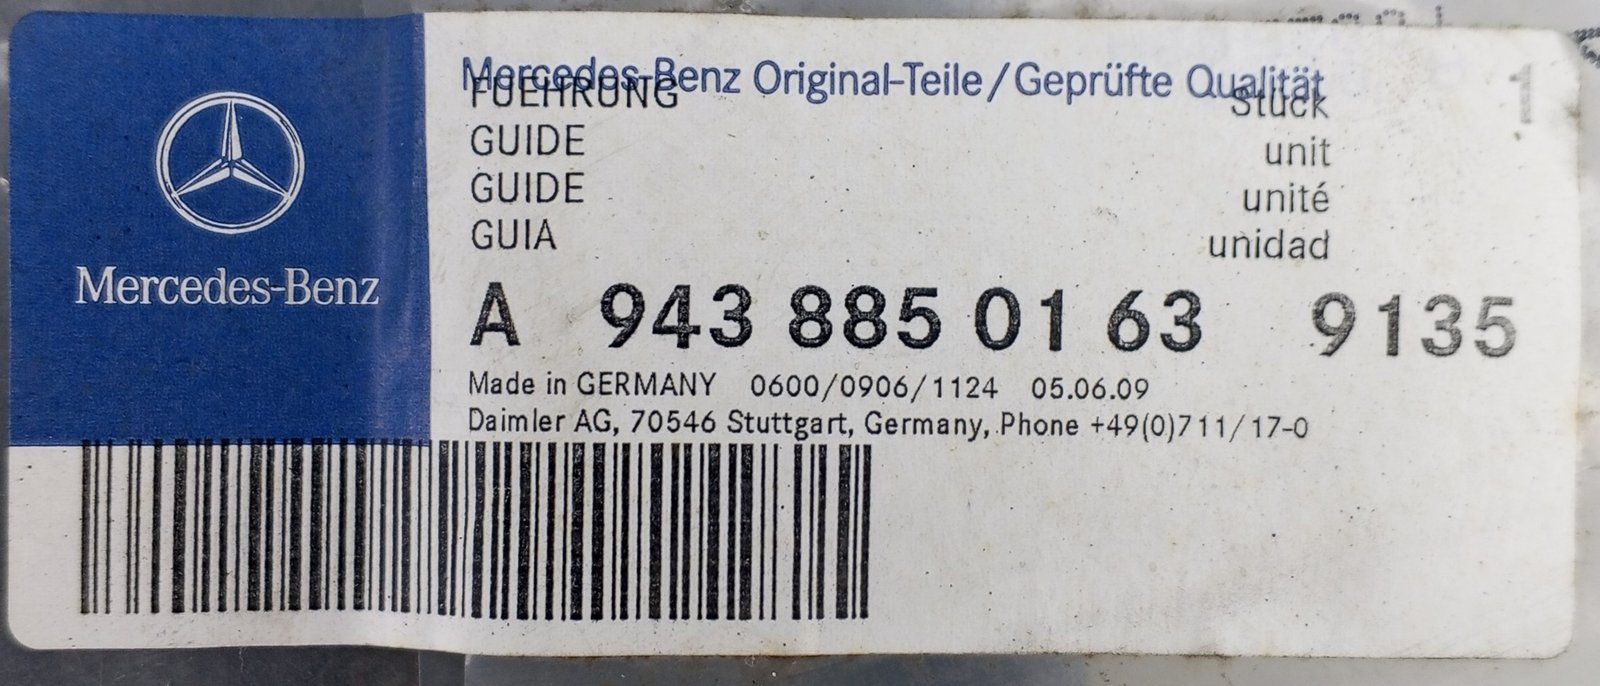 Mercedes-Benz
Mercedes-Benz Original-Teile/Geprüfte Qualität
FUEHRUNG Stück 1
GUIDE unit
GUIDE unité
GUIA unidad
A 943 885 01 63 9135
Made in GERMANY 0600/0906/1124 05.06.09
Daimler AG, 70546 Stuttgart, Germany, Phone +49(0)711/17-0